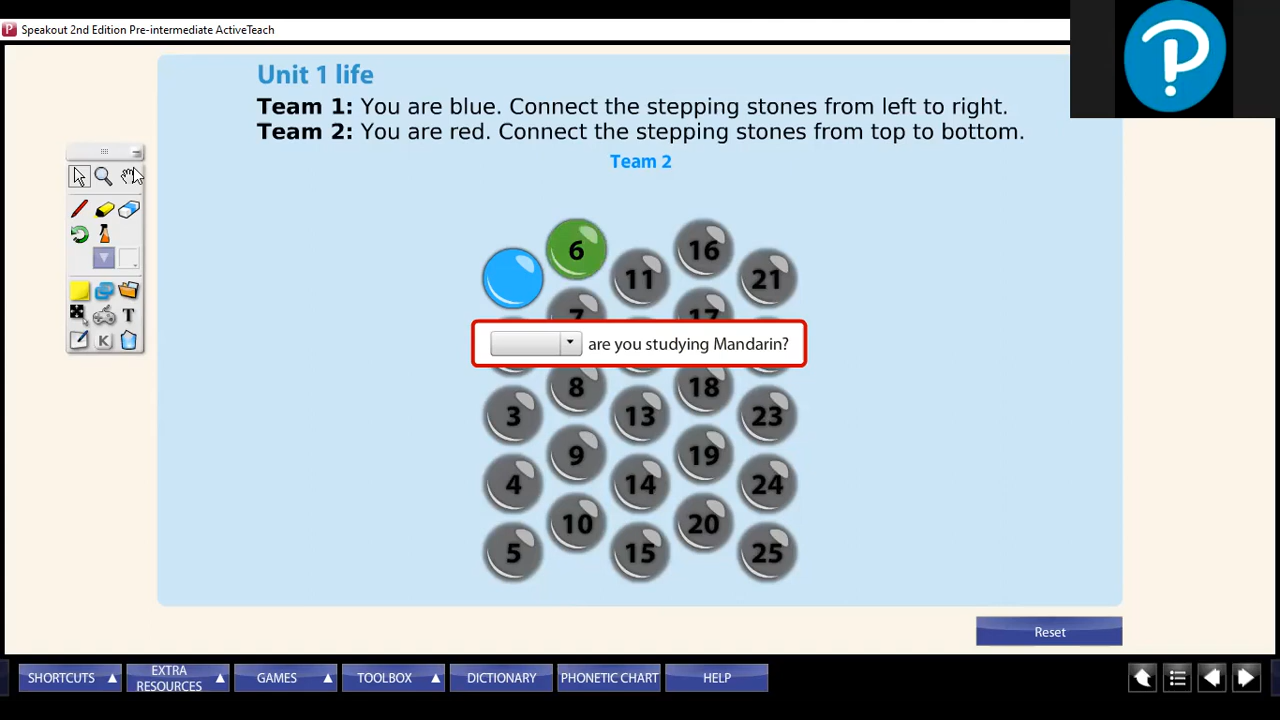 Speakout 2nd Edition Pre-intermediate ActiveTeach
Unit 1 life
Team 1: You are blue. Connect the stepping stones from left to right.
Team 2: You are red. Connect the stepping stones from top to bottom.
Team 2
6
16
11
21
7
17
are you studying Mandarin?
8
18
3
13
23
9
19
4
14
24
10
20
5
15
25
Reset
T
K
SHORTCUTS
EXTRA
RESOURCES
GAMES
TOOLBOX
DICTIONARY
PHONETIC CHART
HELP